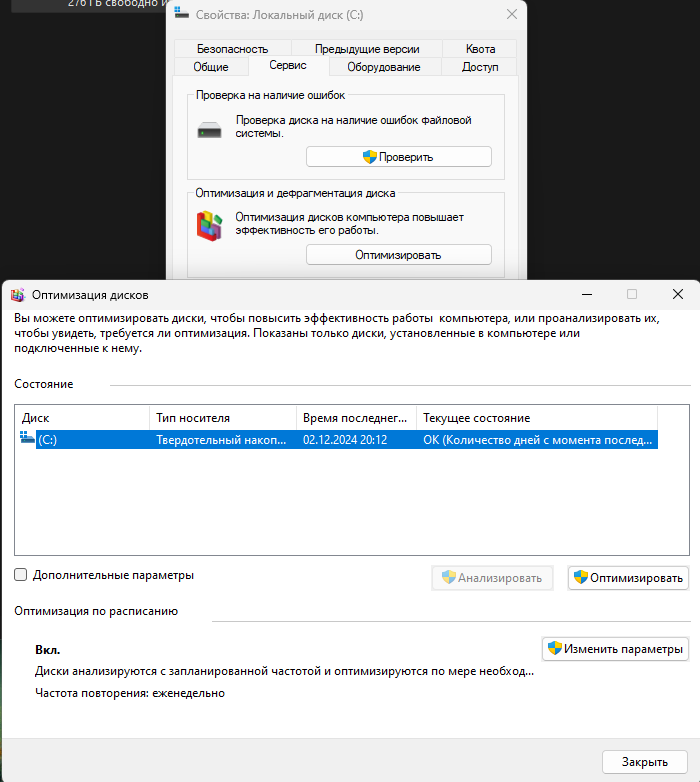 276 ГБ свободно и
Свойства: Локальный диск (C:)
Безопасность
Предыдущие версии
Квота
Общие
Сервис
Оборудование
Доступ
Проверка на наличие ошибок
Проверка диска на наличие ошибок файловой
системы.
Проверить
Оптимизация и дефрагментация диска
Оптимизация дисков компьютера повышает
эффективность его работы.
Оптимизировать
Оптимизация дисков
Вы можете оптимизировать диски, чтобы повысить эффективность работы компьютера, или проанализировать их,
чтобы увидеть, требуется ли оптимизация. Показаны только диски, установленные в компьютере или
подключенные к нему.
Состояние
Диск
Тип носителя
Время последнег...
Текущее состояние
(C:)
Твердотельный накоп...
02.12.2024 20:12
ОК (Количество дней с момента послед...
Дополнительные параметры
Анализировать
Оптимизировать
Оптимизация по расписанию
Вкл.
Изменить параметры
Диски анализируются с запланированной частотой и оптимизируются по мере необход...
Частота повторения: еженедельно
Закрыть